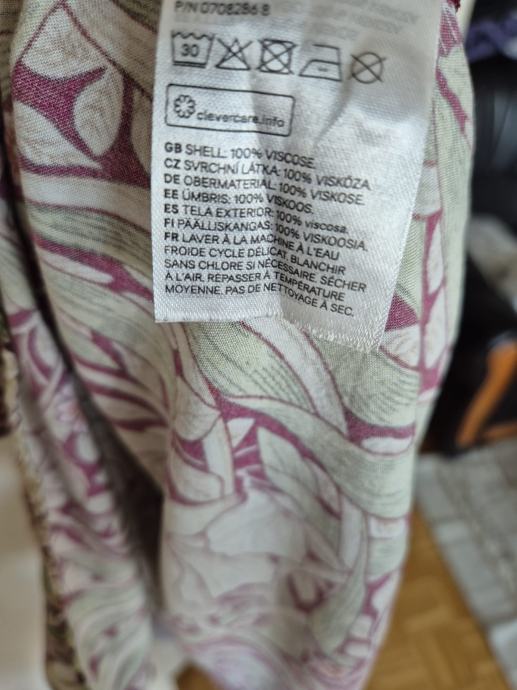 P/N 0708286 8
30
clevercare.info
GB SHELL: 100% VISCOSE.
CZ SVRCHNÍ LÁTKA: 100% VISKÓZA.
DE OBERMATERIAL: 100% VISKOSE.
EE ÜMBRIS: 100% VISKOOS.
ES TELA EXTERIOR: 100% viscosa.
FI PÄÄLLISKANGAS: 100% VISKOOSIA.
FR LAVER À LA MACHINE À L'EAU
FROIDE CYCLE DÉLICAT. BLANCHIR
SANS CHLORE SI NÉCESSAIRE. SÉCHER
À L'AIR. REPASSER À TEMPÉRATURE
MOYENNE. PAS DE NETTOYAGE À SEC.